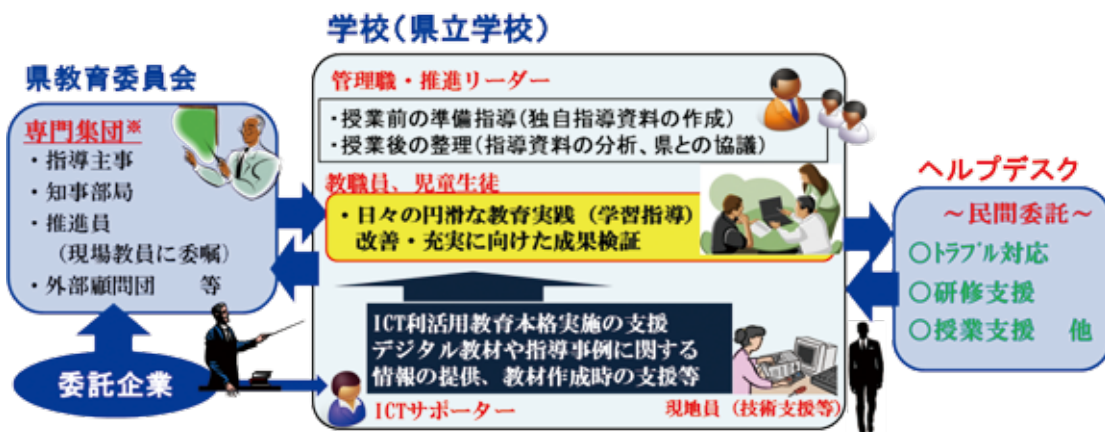 学校(県立学校)
県教育委員会
専門集団※
・指導主事
・知事部局
・推進員
(現場教員に委嘱)
・外部顧問団 等
委託企業
管理職・推進リーダー
・授業前の準備指導(独自指導資料の作成)
・授業後の整理(指導資料の分析、県との協議)
教職員、児童生徒
・日々の円滑な教育実践(学習指導)
改善・充実に向けた成果検証
ICT利活用教育本格実施の支援
デジタル教材や指導事例に関する
情報の提供、教材作成時の支援等
ICTサポーター
現地員(技術支援等)
ヘルプデスク
~民間委託~
○トラブル対応
○研修支援
○授業支援 他